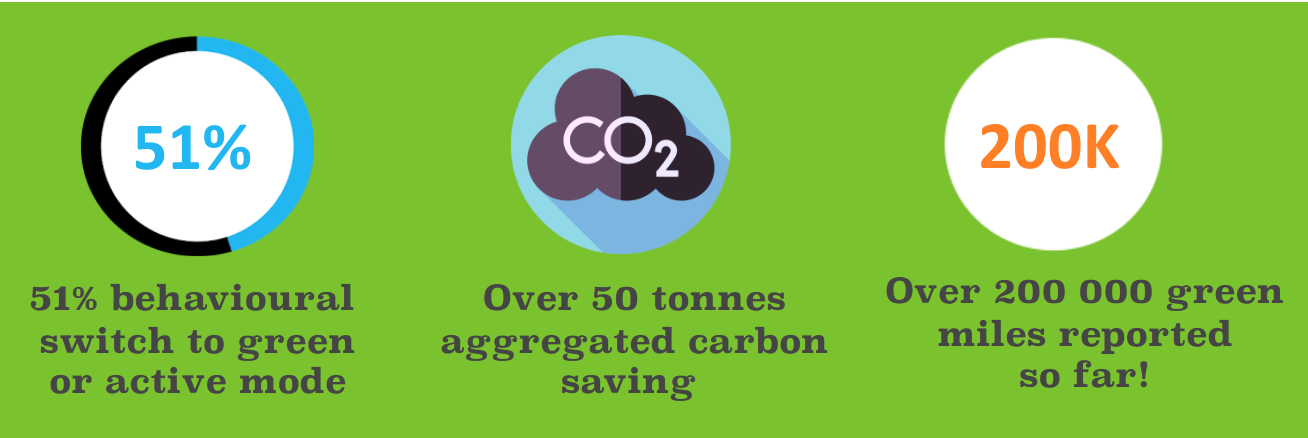 51%
51% behavioural
switch to green
or active mode
CO2
Over 50 tonnes
aggregated carbon
saving
200K
Over 200 000 green
miles reported
so far!